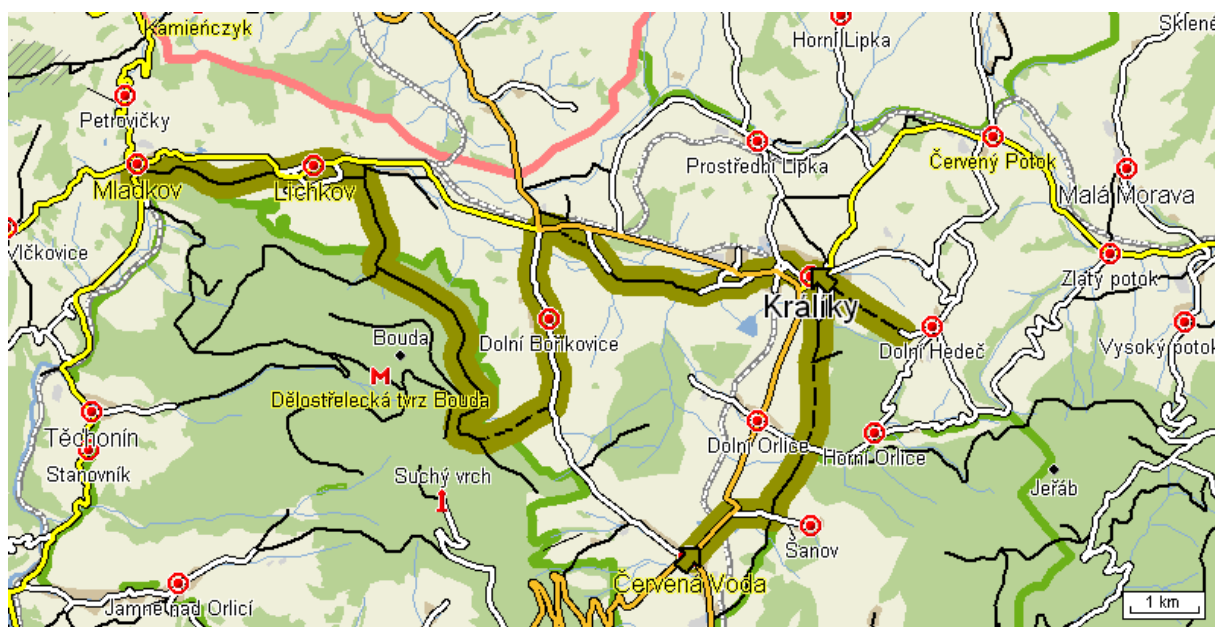 Kamieńczyk
Horní Lipka
Sklené
Petrovičky
Mladkov
Lichkov
Prostřední Lipka
Červený Potok
Malá Morava
Vlčkovice
Zlatý potok
Králíky
Bouda
Dolní Boříkovice
Dolní Hedeč
Vysoký potok
M
Dělostřelecká tvrz Bouda
Těchonín
Dolní Orlice
Horní Orlice
Stanovník
Suchý vrch
Jeřáb
Šanov
Červená Voda
Jamné nad Orlicí
1 km